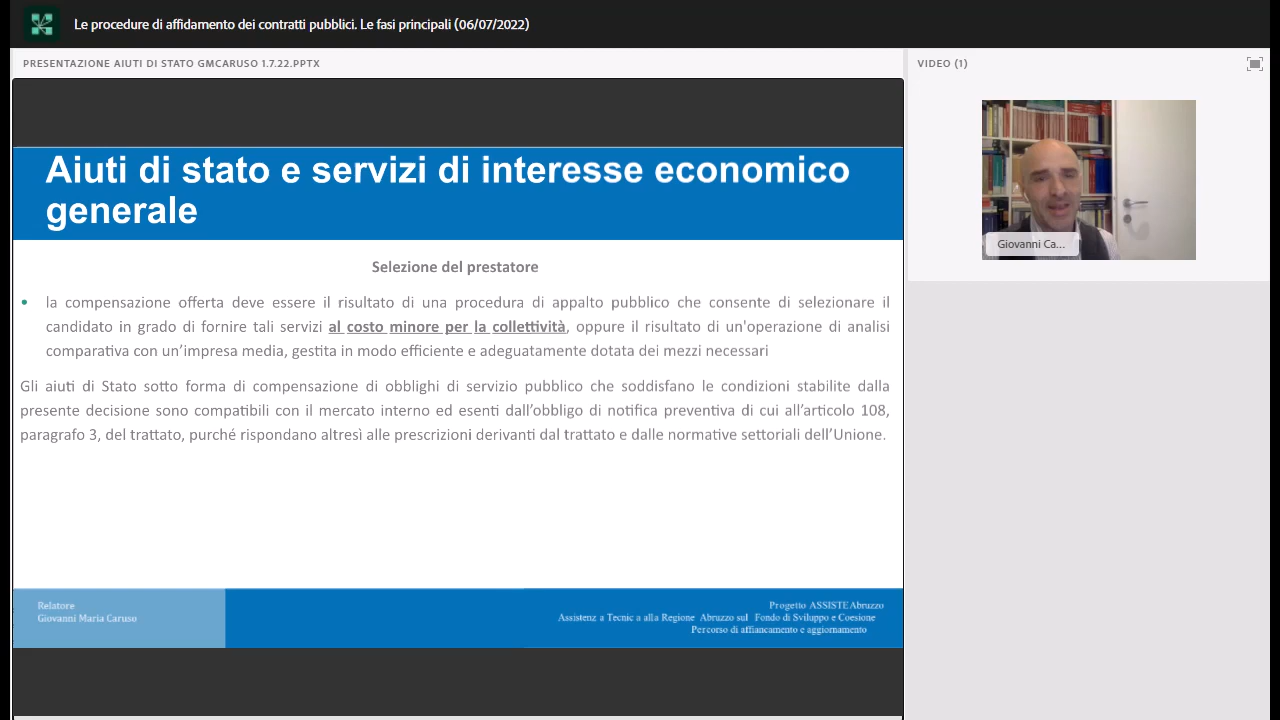 Le procedure di affidamento dei contratti pubblici. Le fasi principali (06/07/2022)
PRESENTAZIONE AIUTI DI STATO GMCARUSO 1.7.22.PPTX
VIDEO (1)
Aiuti di stato e servizi di interesse economico
generale
Selezione del prestatore
• la compensazione offerta deve essere il risultato di una procedura di appalto pubblico che consente di selezionare il
candidato in grado di fornire tali servizi al costo minore per la collettività, oppure il risultato di un'operazione di analisi
comparativa con un’impresa media, gestita in modo efficiente e adeguatamente dotata dei mezzi necessari
Gli aiuti di Stato sotto forma di compensazione di obblighi di servizio pubblico che soddisfano le condizioni stabilite dalla
presente decisione sono compatibili con il mercato interno ed esenti dall’obbligo di notifica preventiva di cui all’articolo 108,
paragrafo 3, del trattato, purché rispondano altresì alle prescrizioni derivanti dal trattato e dalle normative settoriali dell’Unione.
Relatore
Giovanni Maria Caruso
Progetto ASSISTE Abruzzo
Assistenz a Tecnic a alla Regione Abruzzo sul Fondo di Sviluppo e Coesione
Percorso di affiancamento e aggiornamento
Giovanni Ca...